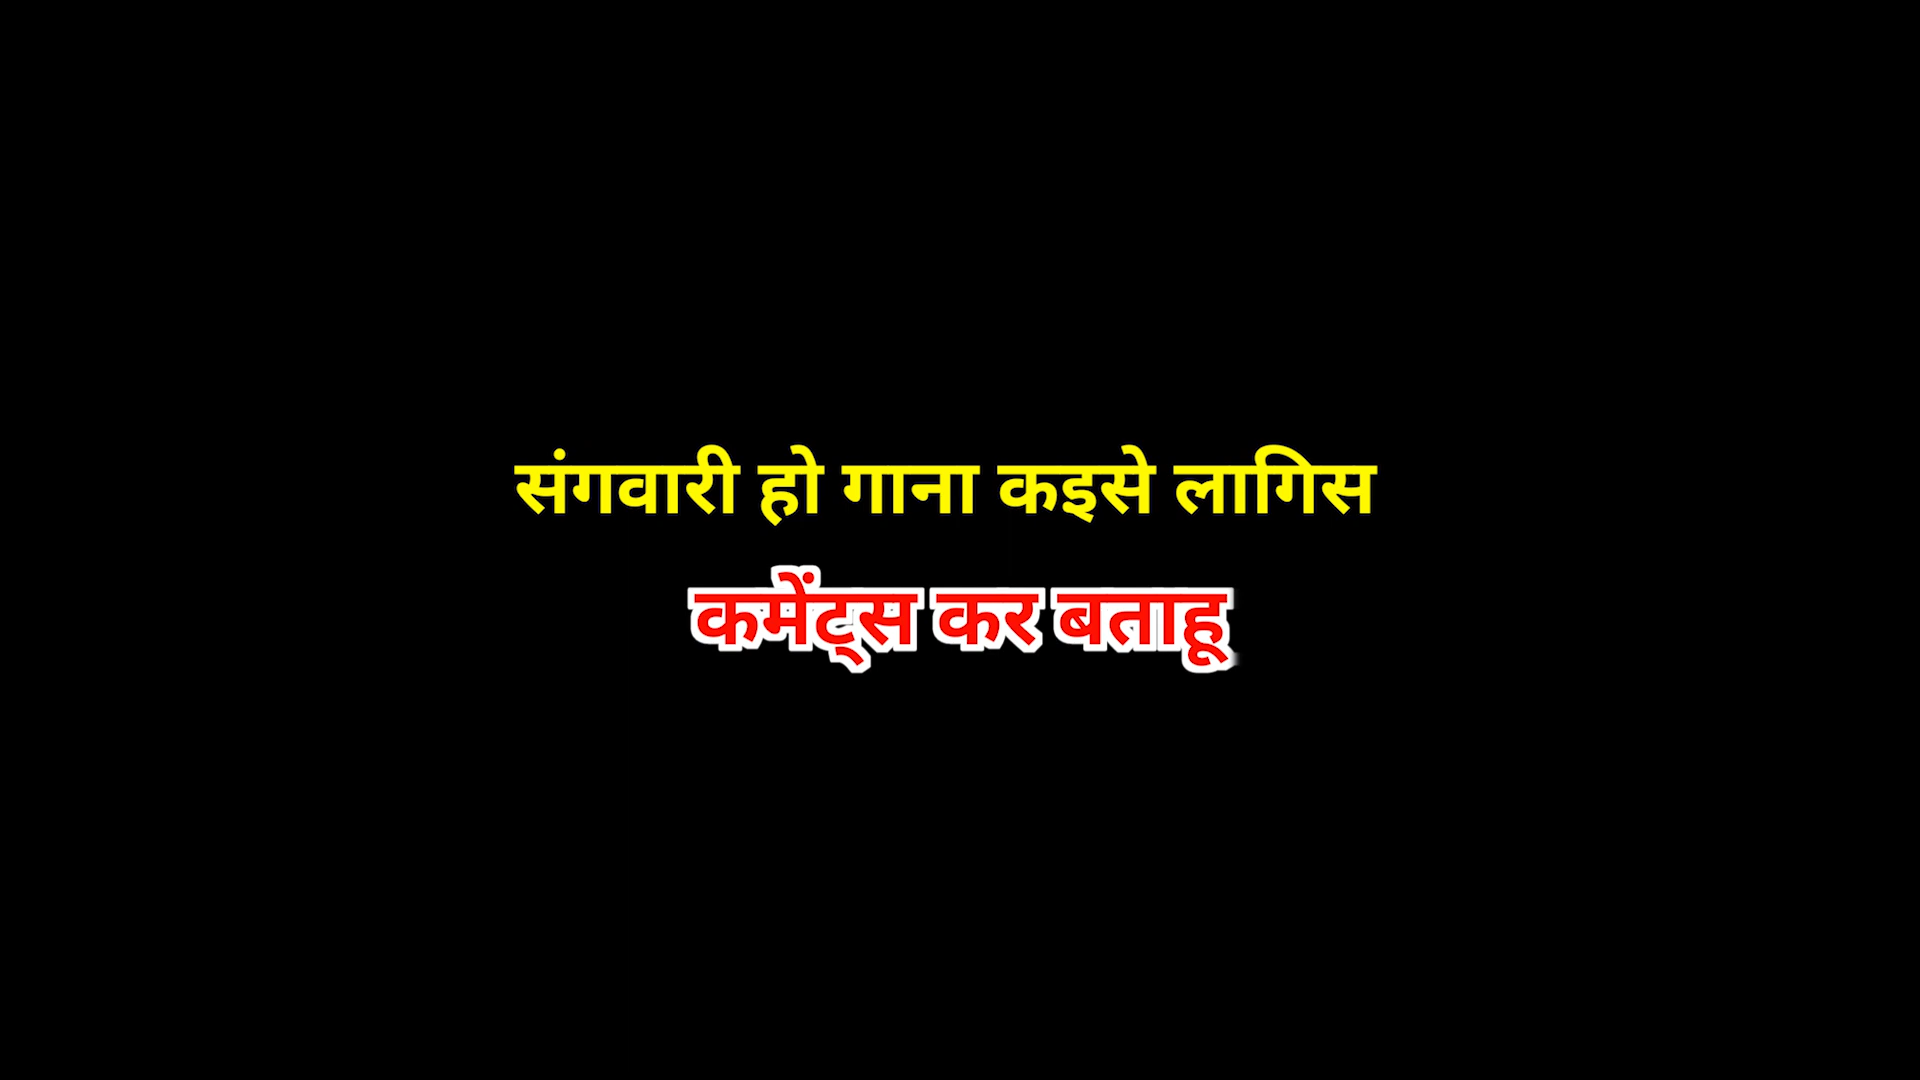 संगवारी हो गाना कइसे लागिस
कमेंट्स कर बताहू